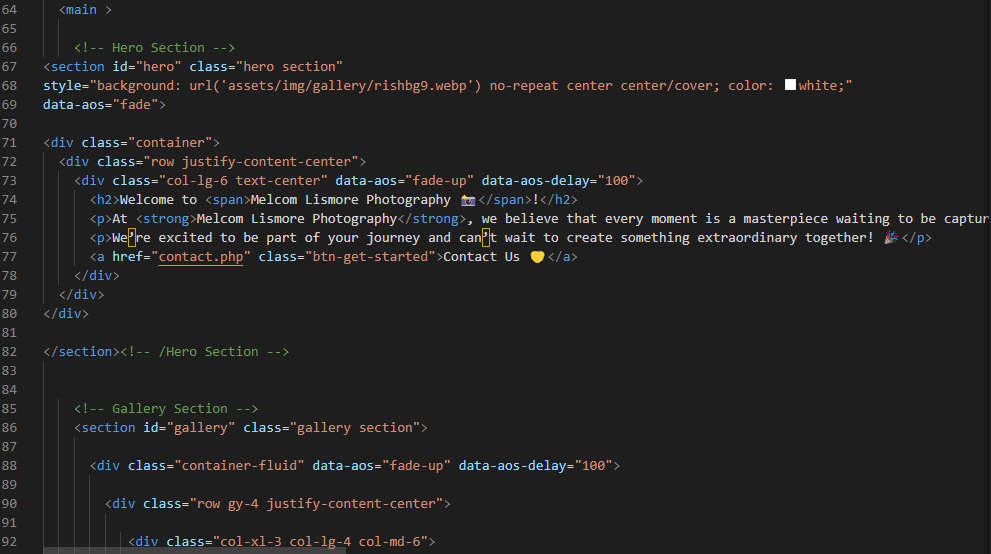 64 <main >
65
66 <!-- Hero Section -->
67 <section id="hero" class="hero section"
68 style="background: url('assets/img/gallery/rishbg9.webp') no-repeat center center/cover; color: white;"
69 data-aos="fade">
70
71 <div class="container">
72 <div class="row justify-content-center">
73 <div class="col-lg-6 text-center" data-aos="fade-up" data-aos-delay="100">
74 <h2>Welcome to <span>Melcom Lismore Photography 📸</span>!</h2>
75 <p>At <strong>Melcom Lismore Photography</strong>, we believe that every moment is a masterpiece waiting to be captur
76 <p>We’re excited to be part of your journey and can’t wait to create something extraordinary together! 🎉</p>
77 <a href="contact.php" class="btn-get-started">Contact Us 🤝</a>
78 </div>
79 </div>
80 </div>
81
82 </section><!-- /Hero Section -->
83
84
85 <!-- Gallery Section -->
86 <section id="gallery" class="gallery section">
87
88 <div class="container-fluid" data-aos="fade-up" data-aos-delay="100">
89
90 <div class="row gy-4 justify-content-center">
91
92 <div class="col-xl-3 col-lg-4 col-md-6">